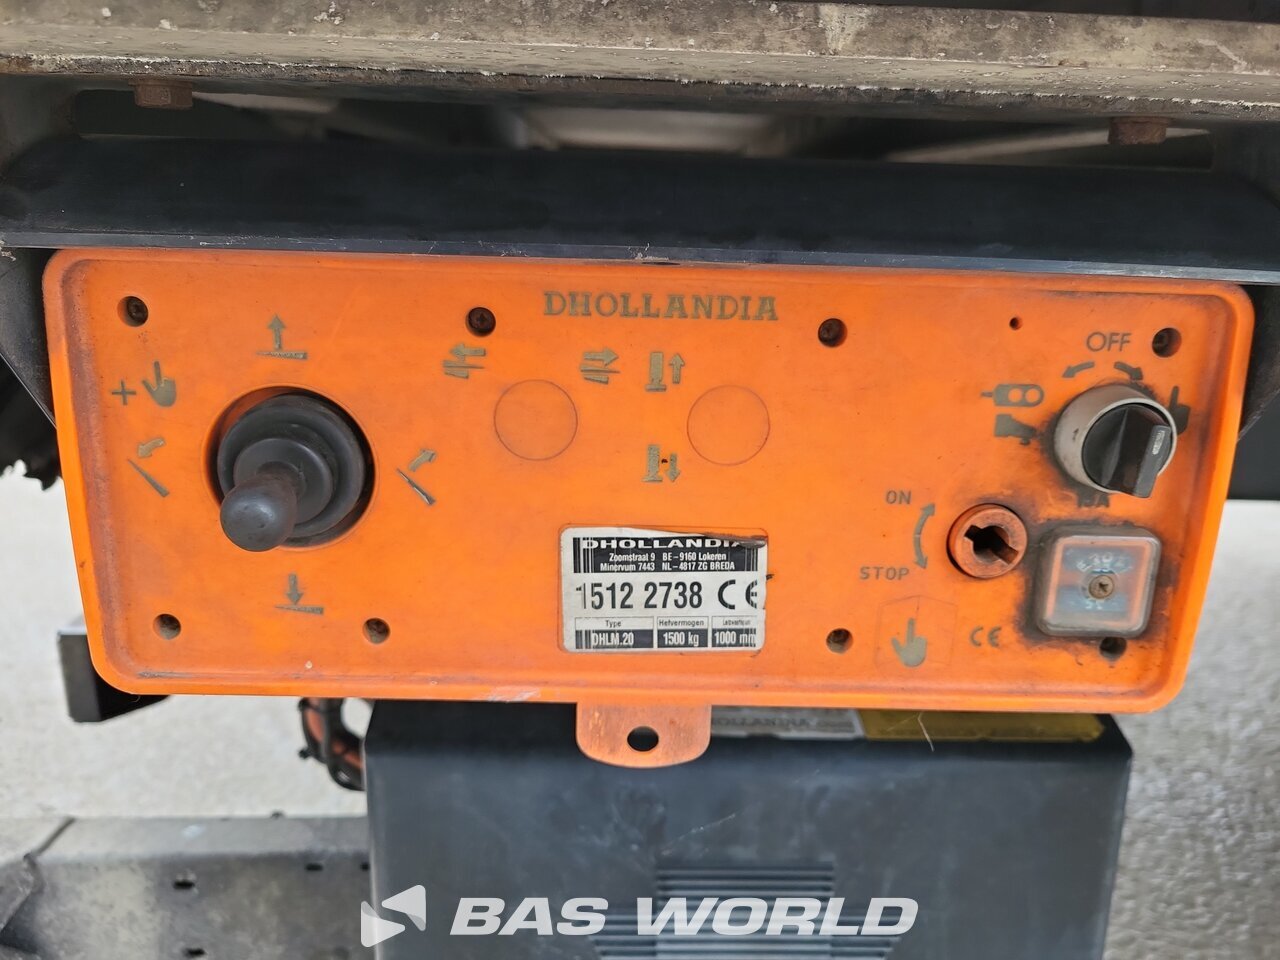 DHOLLANDIA
OFF
ON
STOP
DHOLLANDIA
Zoomstraat 9 BE-9160 Lokeren
Minervum 7443 NL-4817 ZG BREDA
1512 2738 CE
Type Hefvermogen
DHLM.20 1500 kg 1000 mm
CE
DHOLLANDIA
BAS WORLD